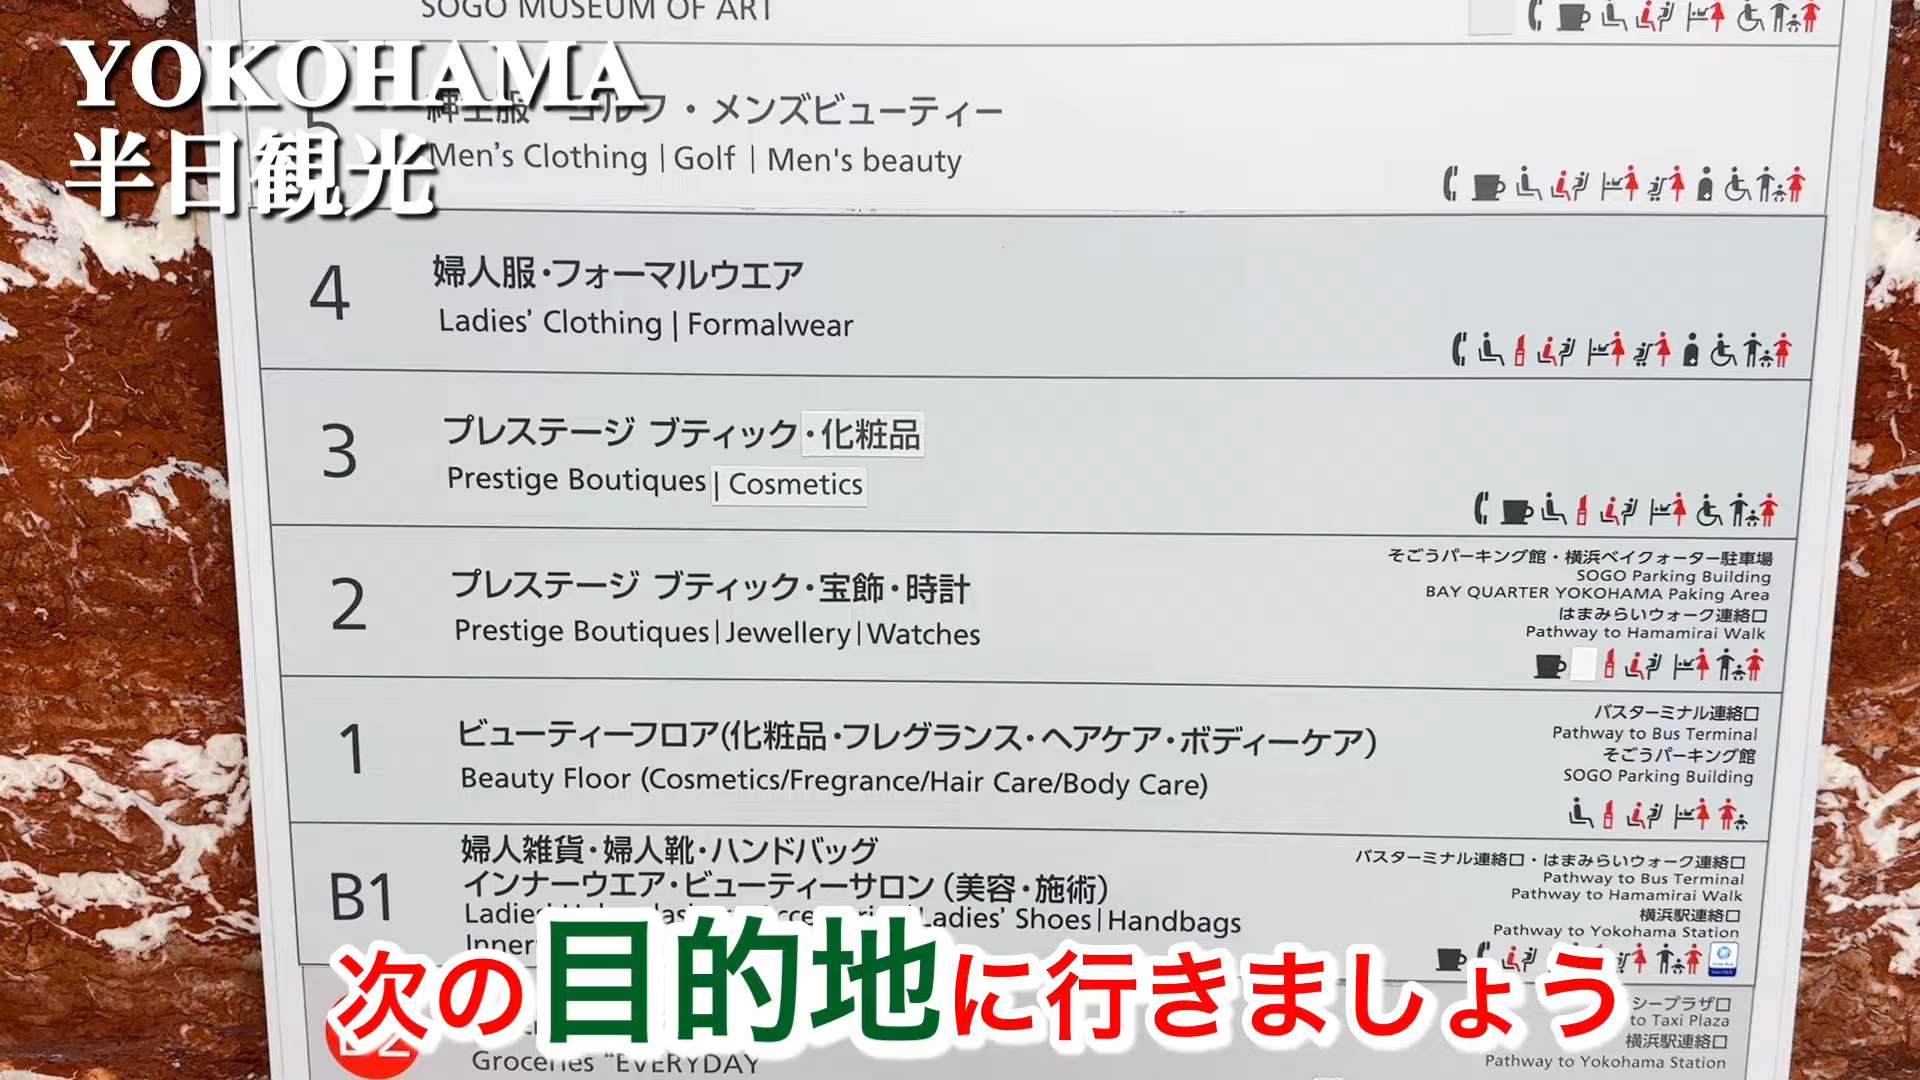 SOGO MUSEUM OF ART
YOKOHAMA
半日観光
5
紳士服・ゴルフ・メンズビューティー
Men's Clothing | Golf | Men's beauty
4
婦人服・フォーマルウエア
Ladies' Clothing | Formalwear
3
プレステージ ブティック・化粧品
Prestige Boutiques | Cosmetics
2
プレステージ ブティック・宝飾・時計
Prestige Boutiques | Jewellery | Watches
そごうパーキング館・横浜ベイクォーター駐車場
SOGO Parking Building
BAY QUARTER YOKOHAMA Paking Area
はまみらいウォーク連絡口
Pathway to Hamamirai Walk
1
ビューティーフロア(化粧品・フレグランス・ヘアケア・ボディーケア)
Beauty Floor (Cosmetics/Fregrance/Hair Care/Body Care)
バスターミナル連絡口
Pathway to Bus Terminal
そごうパーキング館
SOGO Parking Building
B1
婦人雑貨・婦人靴・ハンドバッグ
インナーウエア・ビューティーサロン（美容・施術）
Ladies' Shoes | Handbags
Inner
バスターミナル連絡口・はまみらいウォーク連絡口
Pathway to Bus Terminal
Pathway to Hamamirai Walk
横浜駅連絡口
Pathway to Yokohama Station
次の目的地に行きましょう
B2
Groceries "EVERYDAY
シープラザ口
to Taxi Plaza
横浜駅連絡口
Pathway to Yokohama Station